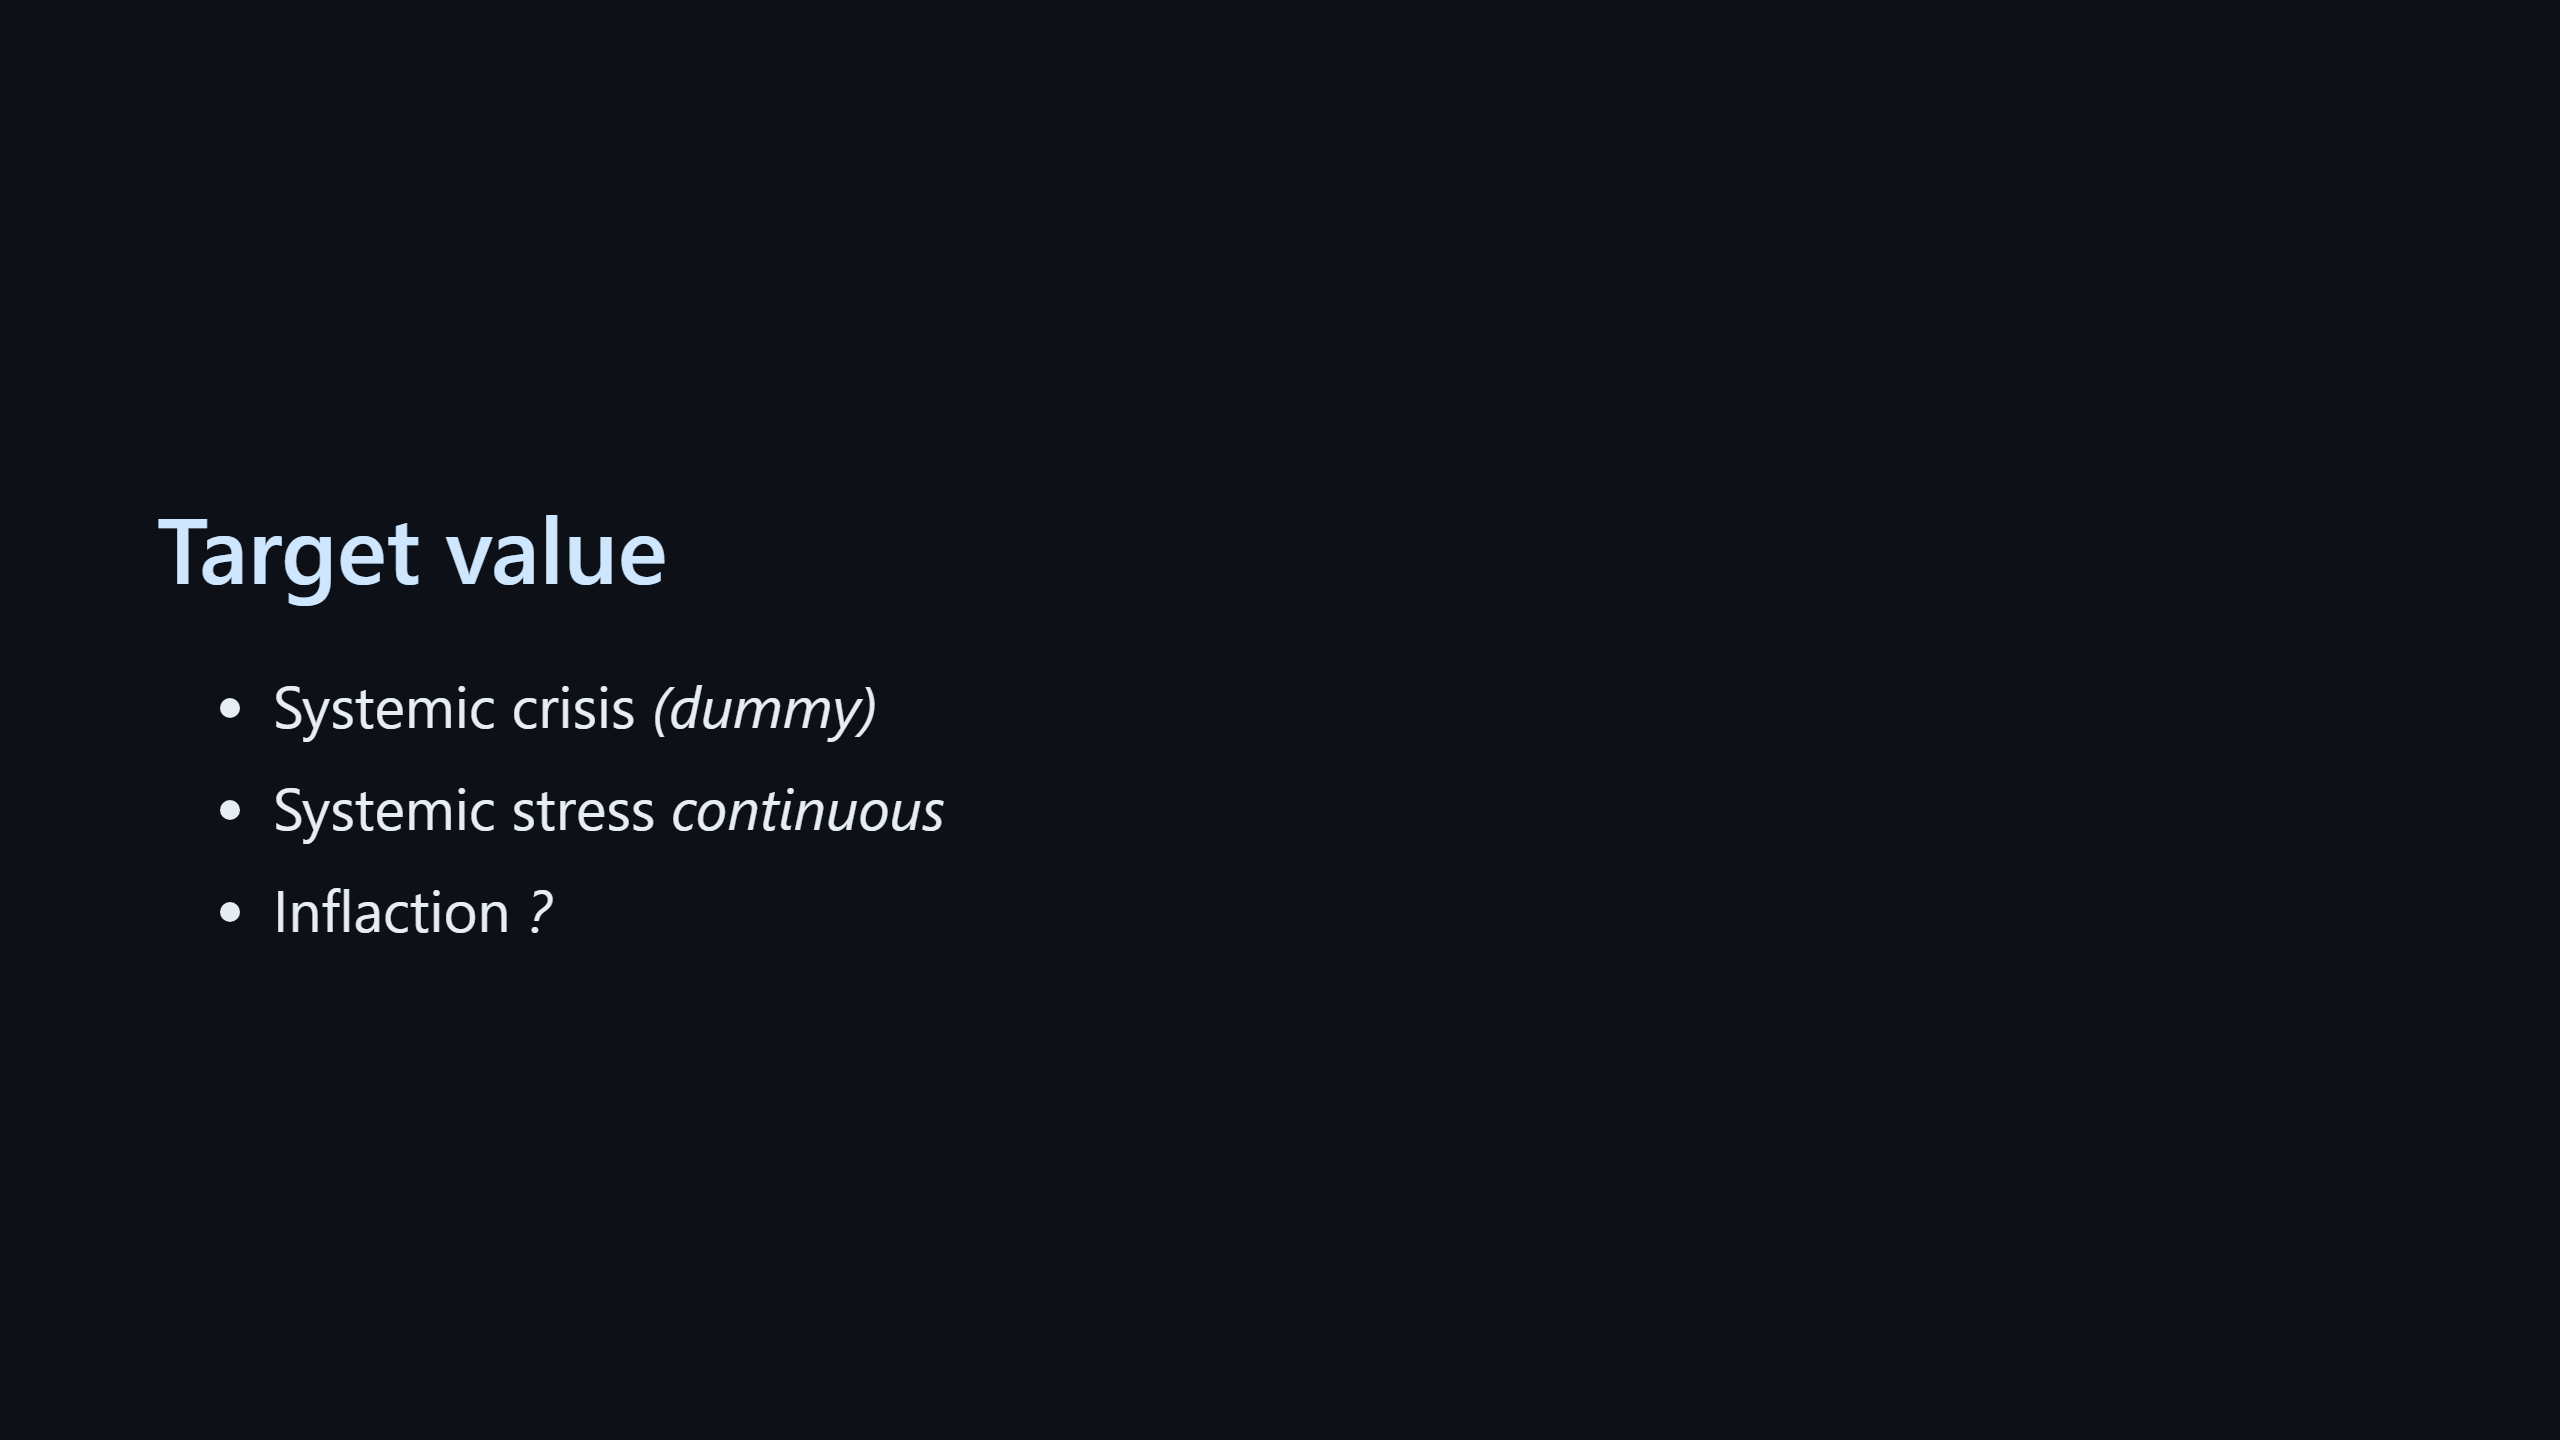 Target value
• Systemic crisis (dummy)
• Systemic stress continuous
• Inflaction ?